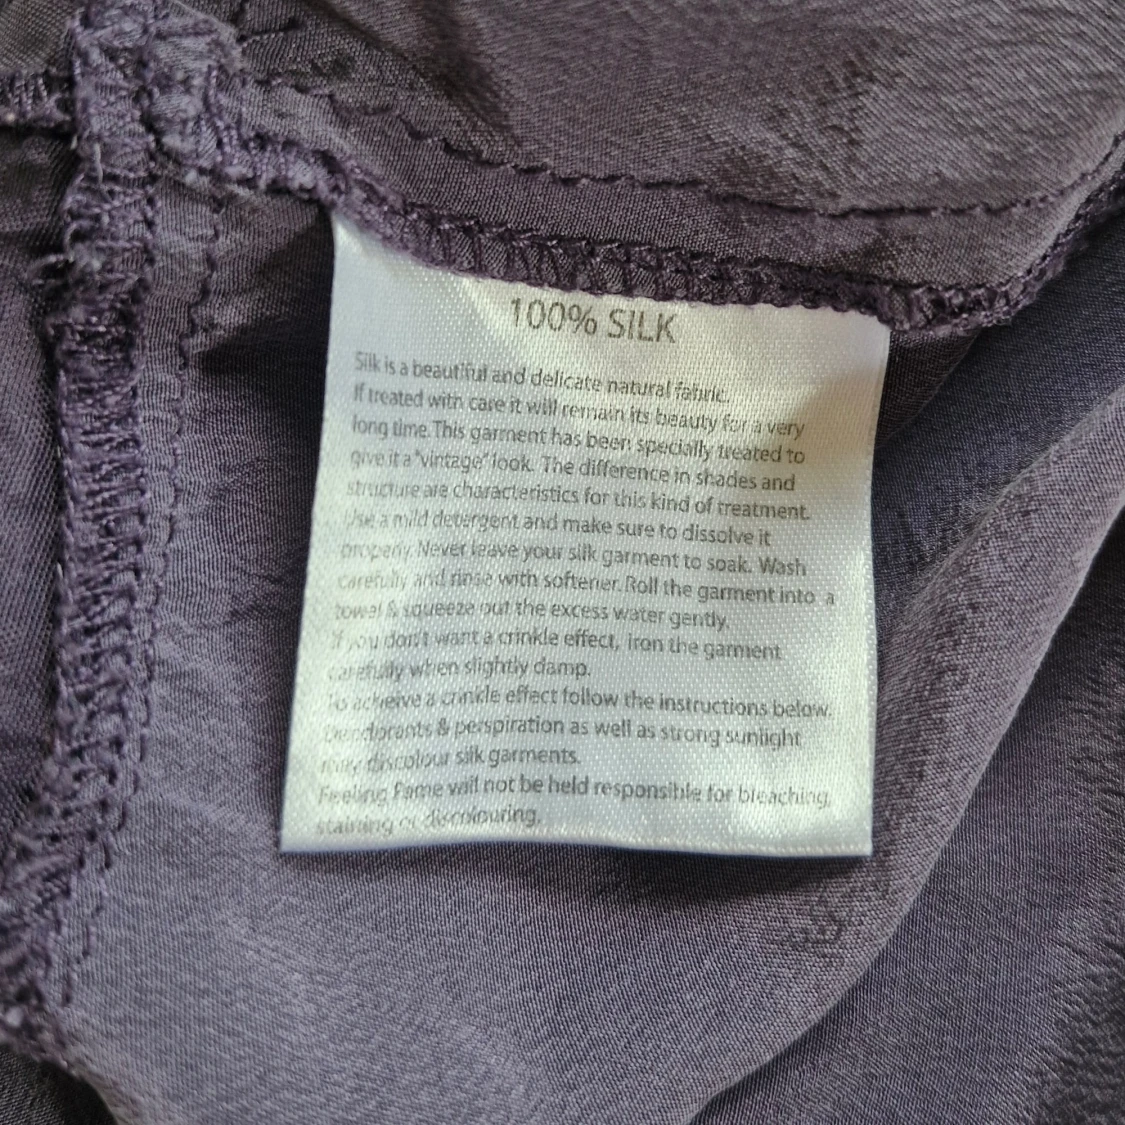 100% SILK
Silk is a beautiful and delicate natural fabric.
If treated with care it will remain its beauty for a very
long time. This garment has been specially treated to
give it a "vintage" look. The difference in shades and
structure are characteristics for this kind of treatment.
Use a mild detergent and make sure to dissolve it
properly. Never leave your silk garment to soak. Wash
carefully and rinse with softener. Roll the garment into a
towel & squeeze out the excess water gently.
If you don't want a crinkle effect, iron the garment
carefully when slightly damp.
To acheive a crinkle effect follow the instructions below.
Deodorants & perspiration as well as strong sunlight
may discolour silk garments.
Feeling Fame will not be held responsible for bleaching,
staining or discolouring.